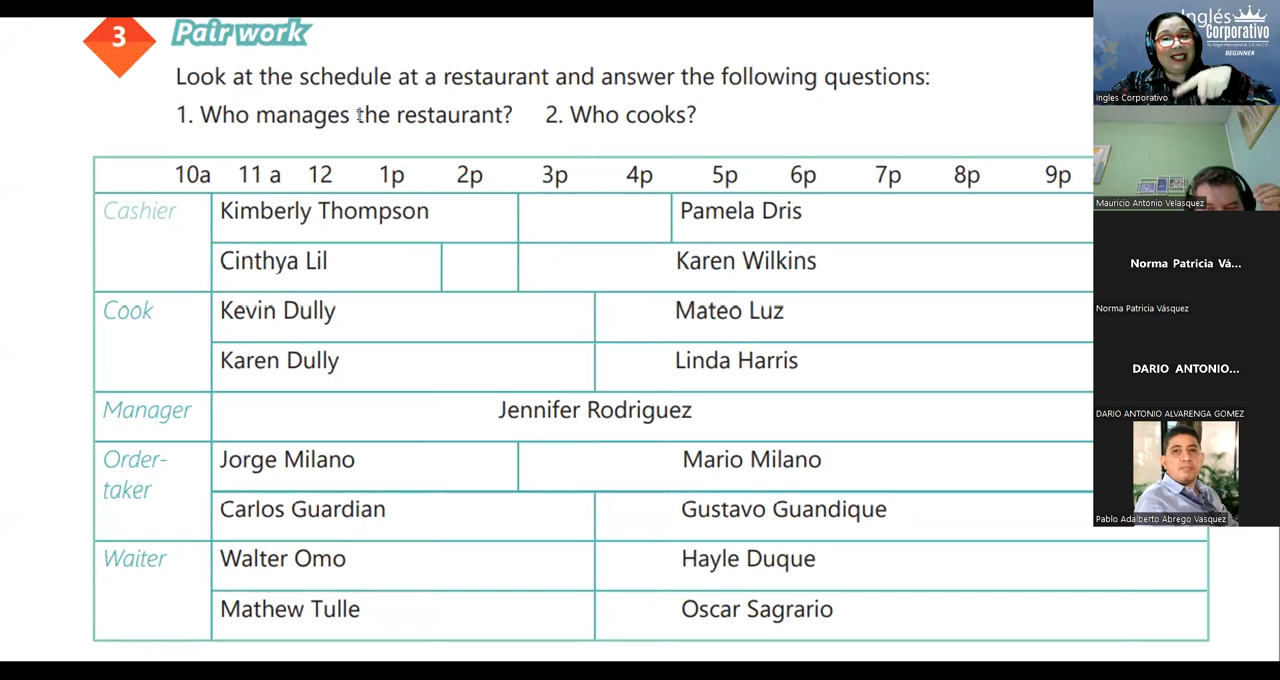 3 Pair work
Look at the schedule at a restaurant and answer the following questions:
1. Who manages the restaurant? 2. Who cooks?
10a 11 a 12 1p 2p 3p 4p 5p 6p 7p 8p 9p
Cashier Kimberly Thompson Pamela Dris
Cinthya Lil Karen Wilkins
Cook Kevin Dully Mateo Luz
Karen Dully Linda Harris
Manager Jennifer Rodriguez
Order-
taker
Jorge Milano Mario Milano
Carlos Guardian Gustavo Guandique
Waiter Walter Omo Hayle Duque
Mathew Tulle Oscar Sagrario
Inglés
Corporativo
BEGINNER
Ingles Corporativo
Mauricio Antonio Velasquez
Norma Patricia Vá...
Norma Patricia Vásquez
DARIO ANTONIO...
DARIO ANTONIO ALVARENGA GOMEZ
Pablo Adalberto Abrego Vasquez